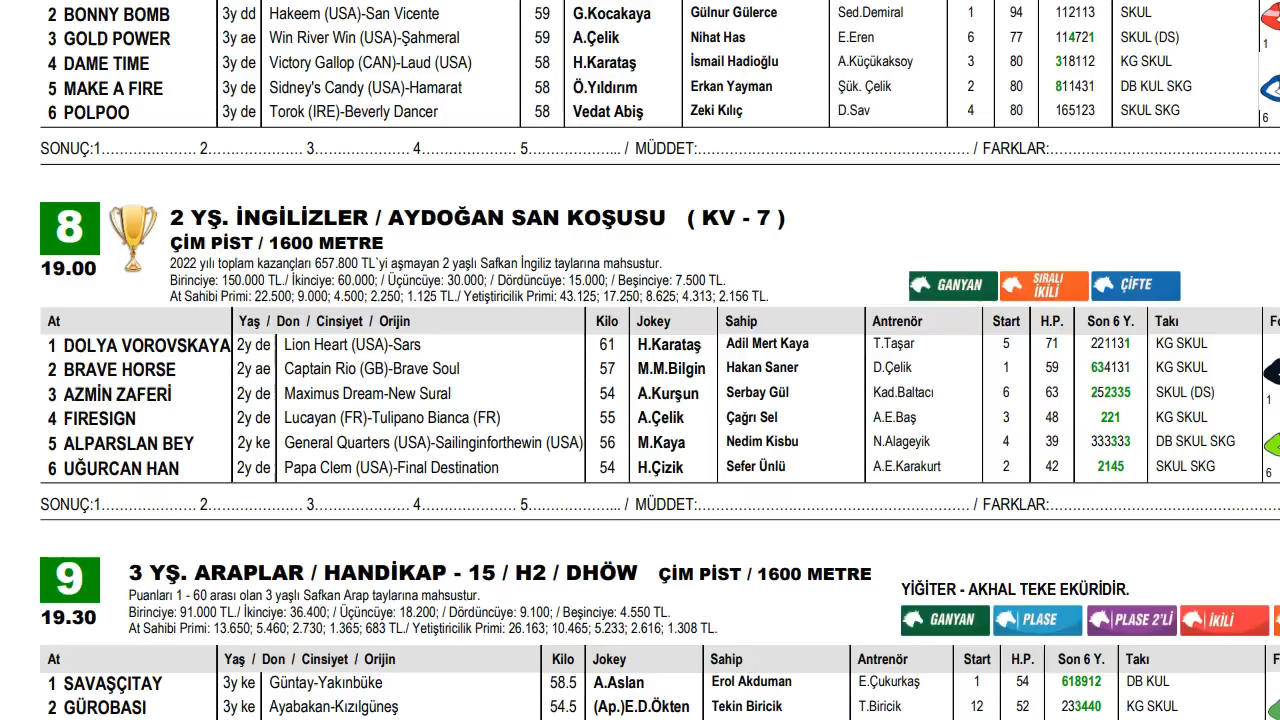 2 BONNY BOMB 3y dd Hakeem (USA)-San Vicente 59 G.Kocakaya Gülnur Gülerce Sed.Demiral 1 94 112113 SKUL
3 GOLD POWER 3y ae Win River Win (USA)-Şahmeral 59 A.Çelik Nihat Has E.Eren 6 77 114721 SKUL (DS)
4 DAME TIME 3y de Victory Gallop (CAN)-Laud (USA) 58 H.Karataş İsmail Hadioğlu A.Küçükaksoy 3 80 318112 KG SKUL
5 MAKE A FIRE 3y de Sidney's Candy (USA)-Hamarat 58 Ö.Yıldırım Erkan Yayman Şük. Çelik 2 80 811431 DB KUL SKG
6 POLPOO 3y de Torok (IRE)-Beverly Dancer 58 Vedat Abiş Zeki Kılıç D.Sav 4 80 165123 SKUL SKG
1
6
SONUÇ:1..................... 2..................... 3..................... 4..................... 5..................... / MÜDDET:............................................................. / FARKLAR:....................................................
8 2 YŞ. İNGİLİZLER / AYDOĞAN SAN KOŞUSU ( KV - 7 )
ÇİM PİST / 1600 METRE
19.00
2022 yılı toplam kazançları 657.800 TL`yi aşmayan 2 yaşlı Safkan İngiliz taylarına mahsustur.
Birinciye: 150.000 TL./ İkinciye: 60.000; / Üçüncüye: 30.000; / Dördüncüye: 15.000; / Beşinciye: 7.500 TL.
At Sahibi Primi: 22.500; 9.000; 4.500; 2.250; 1.125 TL./ Yetiştiricilik Primi: 43.125; 17.250; 8.625; 4.313; 2.156 TL.
GANYAN SIRALI İKİLİ ÇİFTE
At Yaş / Don / Cinsiyet / Orijin Kilo Jokey Sahip Antrenör Start H.P. Son 6 Y. Takı Fo
1 DOLYA VOROVSKAYA 2y de Lion Heart (USA)-Sars 61 H.Karataş Adil Mert Kaya T.Taşar 5 71 221131 KG SKUL
2 BRAVE HORSE 2y ae Captain Rio (GB)-Brave Soul 57 M.M.Bilgin Hakan Saner D.Çelik 1 59 634131 KG SKUL
3 AZMİN ZAFERİ 2y de Maximus Dream-New Sural 54 A.Kurşun Serbay Gül Kad.Baltacı 6 63 252335 SKUL (DS)
4 FIRESIGN 2y de Lucayan (FR)-Tulipano Bianca (FR) 55 A.Çelik Çağrı Sel A.E.Baş 3 48 221 KG SKUL
5 ALPARSLAN BEY 2y ke General Quarters (USA)-Sailinginforthewin (USA) 56 M.Kaya Nedim Kisbu N.Alageyik 4 39 333333 DB SKUL SKG
6 UĞURCAN HAN 2y de Papa Clem (USA)-Final Destination 54 H.Çizik Sefer Ünlü A.E.Karakurt 2 42 2145 SKUL SKG
1
6
SONUÇ:1..................... 2..................... 3..................... 4..................... 5..................... / MÜDDET:............................................................. / FARKLAR:....................................................
9 3 YŞ. ARAPLAR / HANDİKAP - 15 / H2 / DHÖW ÇİM PİST / 1600 METRE
19.30
Puanları 1 - 60 arası olan 3 yaşlı Safkan Arap taylarına mahsustur.
Birinciye: 91.000 TL./ İkinciye: 36.400; / Üçüncüye: 18.200; / Dördüncüye: 9.100; / Beşinciye: 4.550 TL.
At Sahibi Primi: 13.650; 5.460; 2.730; 1.365; 683 TL./ Yetiştiricilik Primi: 26.163; 10.465; 5.233; 2.616; 1.308 TL.
YİĞİTER - AKHAL TEKE EKÜRİDİR.
GANYAN PLASE PLASE 2'Lİ İKİLİ
At Yaş / Don / Cinsiyet / Orijin Kilo Jokey Sahip Antrenör Start H.P. Son 6 Y. Takı F
1 SAVAŞÇITAY 3y ke Güntay-Yakınbüke 58.5 A.Aslan Erol Akduman E.Çukurkaş 1 54 618912 DB KUL
2 GÜROBASI 3y ke Ayabakan-Kızılgüneş 54.5 (Ap.)E.D.Ökten Tekin Biricik T.Biricik 12 52 233440 KG SKUL